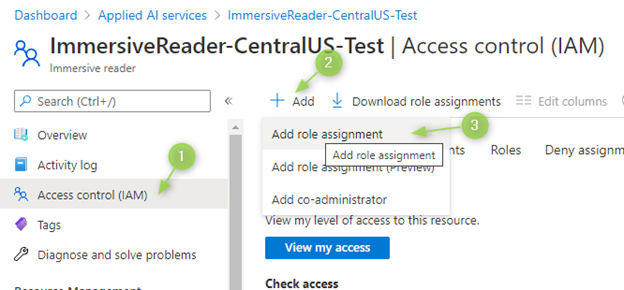 Dashboard > Applied AI services > ImmersiveReader-CentralUS-Test
ImmersiveReader-CentralUS-Test | Access control (IAM)
Immersive reader
2
Search (Ctrl+/) «
+ Add Download role assignments Edit columns
Overview
Add role assignment 3
Add role assignment
Roles Deny assignm
Activity log
Add role assignment (Preview)
1
Access control (IAM)
Add co-administrator
Tags
View my level of access to this resource.
Diagnose and solve problems
View my access
Check access